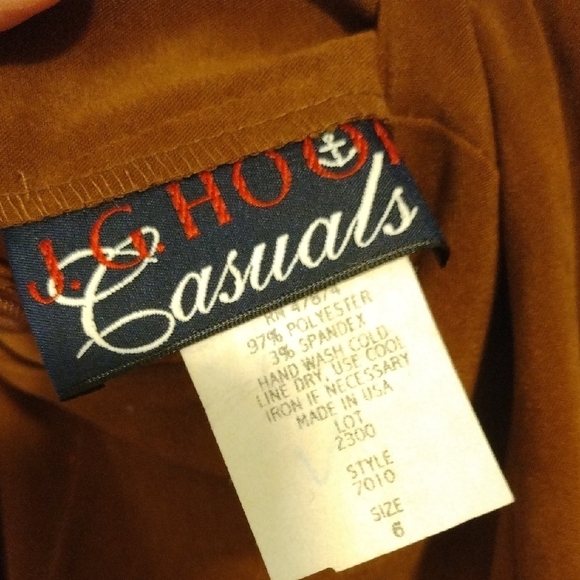 J.G. HOO
Casuals
RN 47874
97% POLYESTER
3% SPANDEX
HAND WASH COLD
LINE DRY, USE COOL
IRON IF NECESSARY
MADE IN USA
LOT
2300
STYLE
7010
SIZE
6